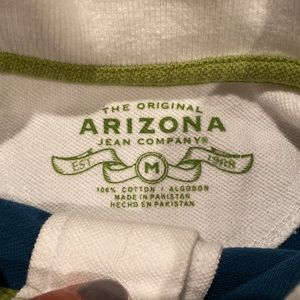 THE ORIGINAL
ARIZONA
JEAN COMPANY®
EST M 1988
100% COTTON / ALGODON
MADE IN PAKISTAN
HECHO EN PAKISTAN